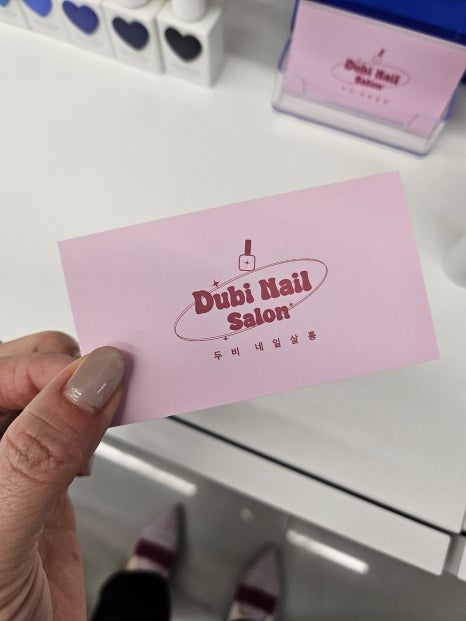 Dubi Nail
Salon
두비 네일살롱
Dubi Nail
Salon